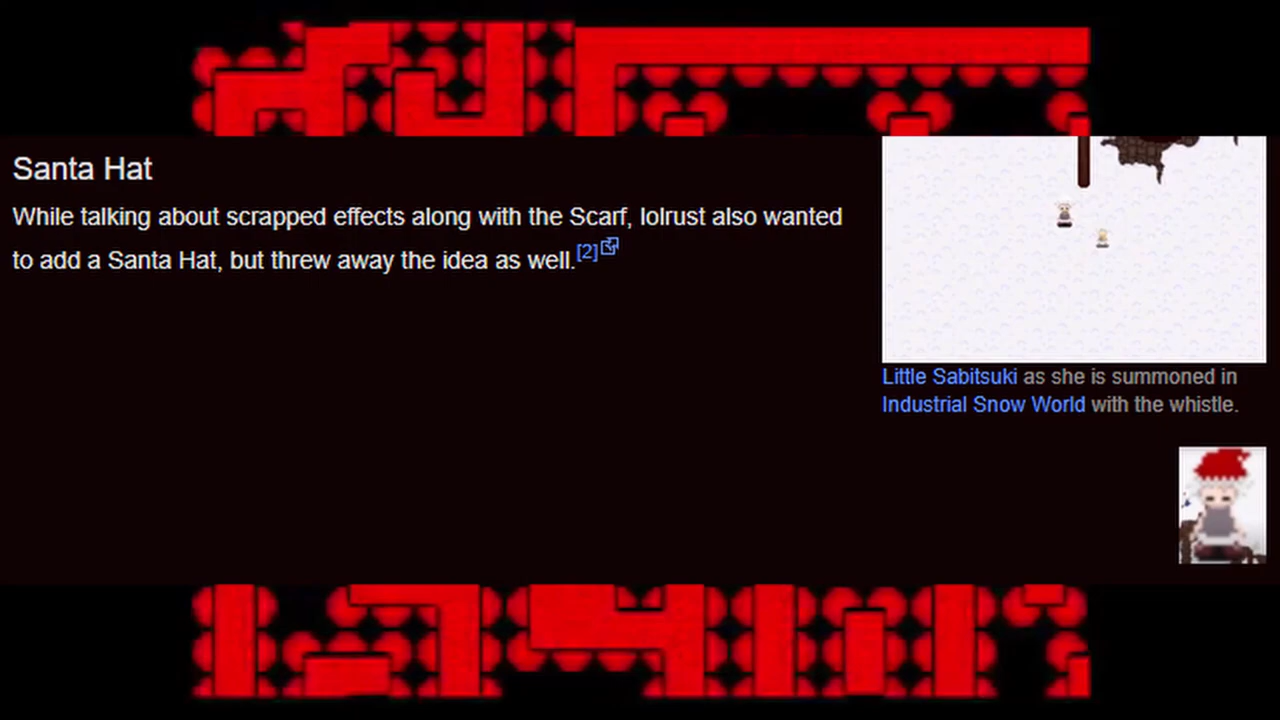 Santa Hat
While talking about scrapped effects along with the Scarf, lolrust also wanted
to add a Santa Hat, but threw away the idea as well.[2]
Little Sabitsuki as she is summoned in
Industrial Snow World with the whistle.